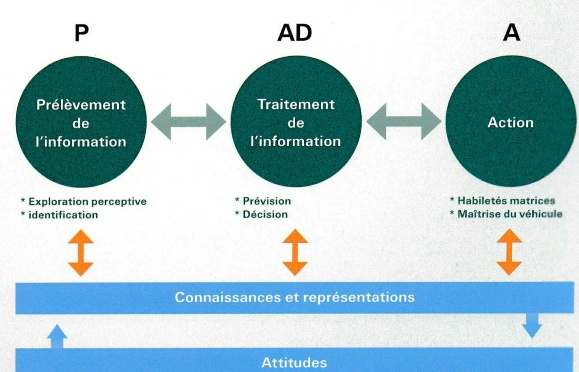 P
AD
A
Prélèvement
de
l'information
Traitement
de
l'information
Action
* Exploration perceptive
* identification
* Prévision
* Décision
* Habiletés matrices
* Maîtrise du véhicule
Connaissances et représentations
Attitudes